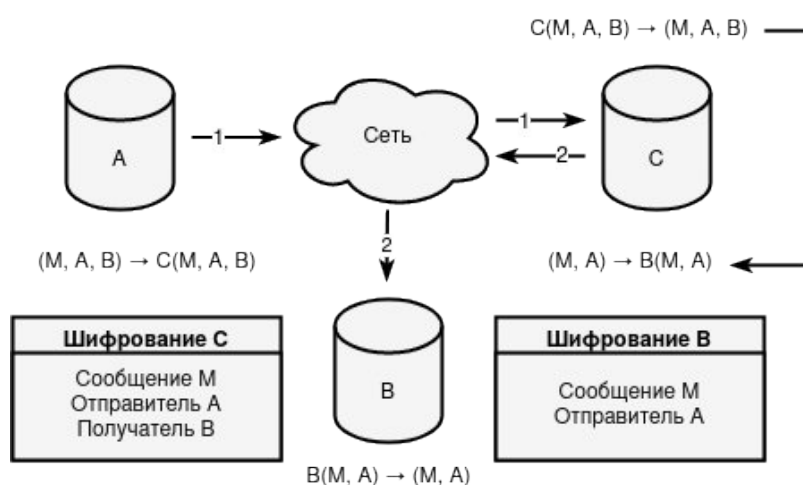 C(M, A, B) → (M, A, B)
A
1
Сеть
1
2
C
2
(M, A, B) → C(M, A, B)
(M, A) → B(M, A)
Шифрование C
Сообщение M
Отправитель A
Получатель B
B
Шифрование B
Сообщение M
Отправитель A
B(M, A) → (M, A)